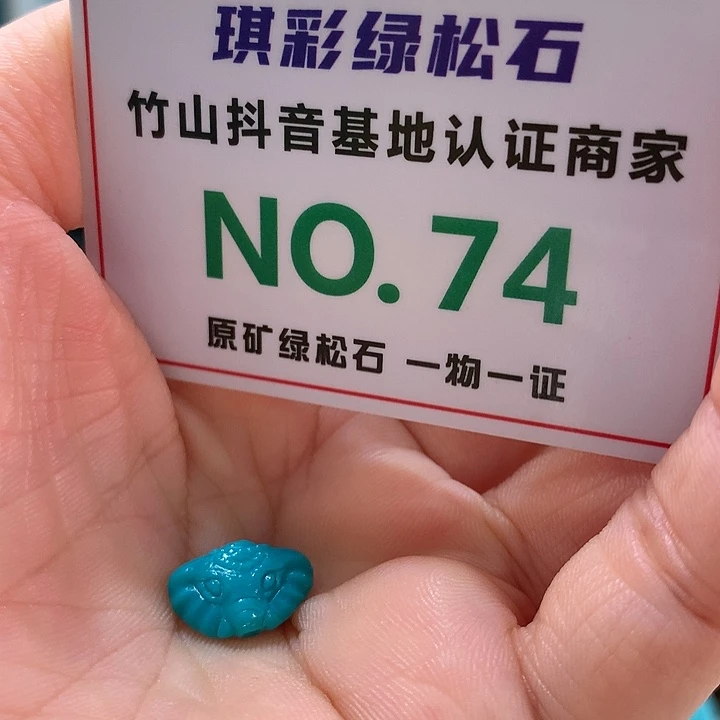 琪彩绿松石
竹山抖音基地认证商家
NO.74
原矿绿松石 一物一证